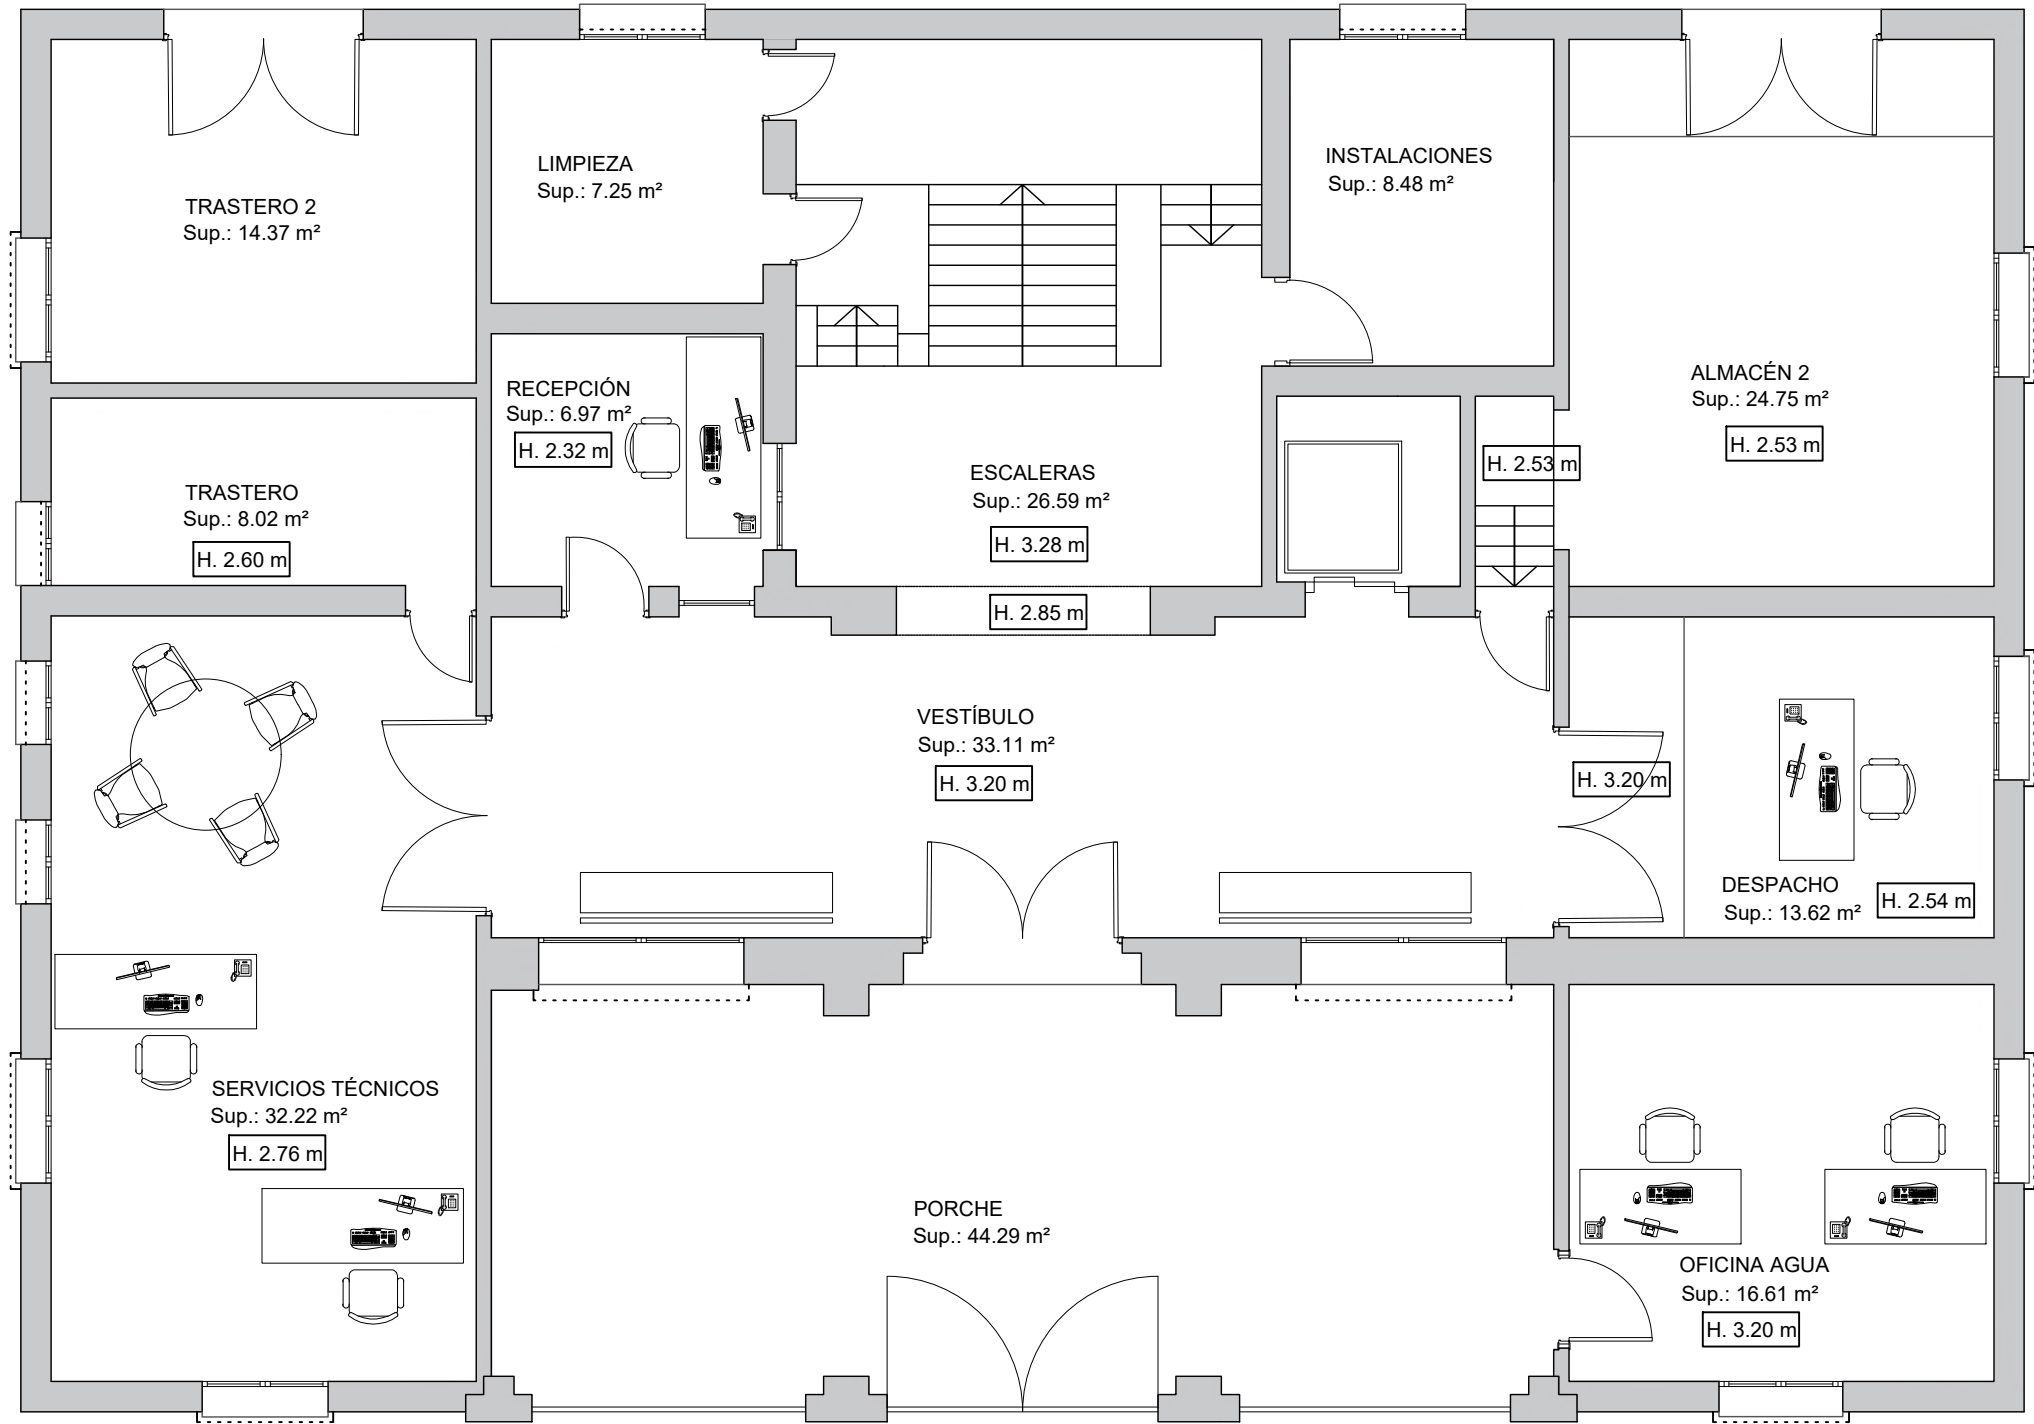 LIMPIEZA
Sup.: 7.25 m²
INSTALACIONES
Sup.: 8.48 m²
TRASTERO 2
Sup.: 14.37 m²
RECEPCIÓN
Sup.: 6.97 m²
H. 2.32 m
ALMACÉN 2
Sup.: 24.75 m²
H. 2.53 m
H. 2.53 m
ESCALERAS
Sup.: 26.59 m²
H. 3.28 m
TRASTERO
Sup.: 8.02 m²
H. 2.60 m
H. 2.85 m
VESTÍBULO
Sup.: 33.11 m²
H. 3.20 m
H. 3.20 m
DESPACHO
Sup.: 13.62 m²
H. 2.54 m
SERVICIOS TÉCNICOS
Sup.: 32.22 m²
H. 2.76 m
PORCHE
Sup.: 44.29 m²
OFICINA AGUA
Sup.: 16.61 m²
H. 3.20 m